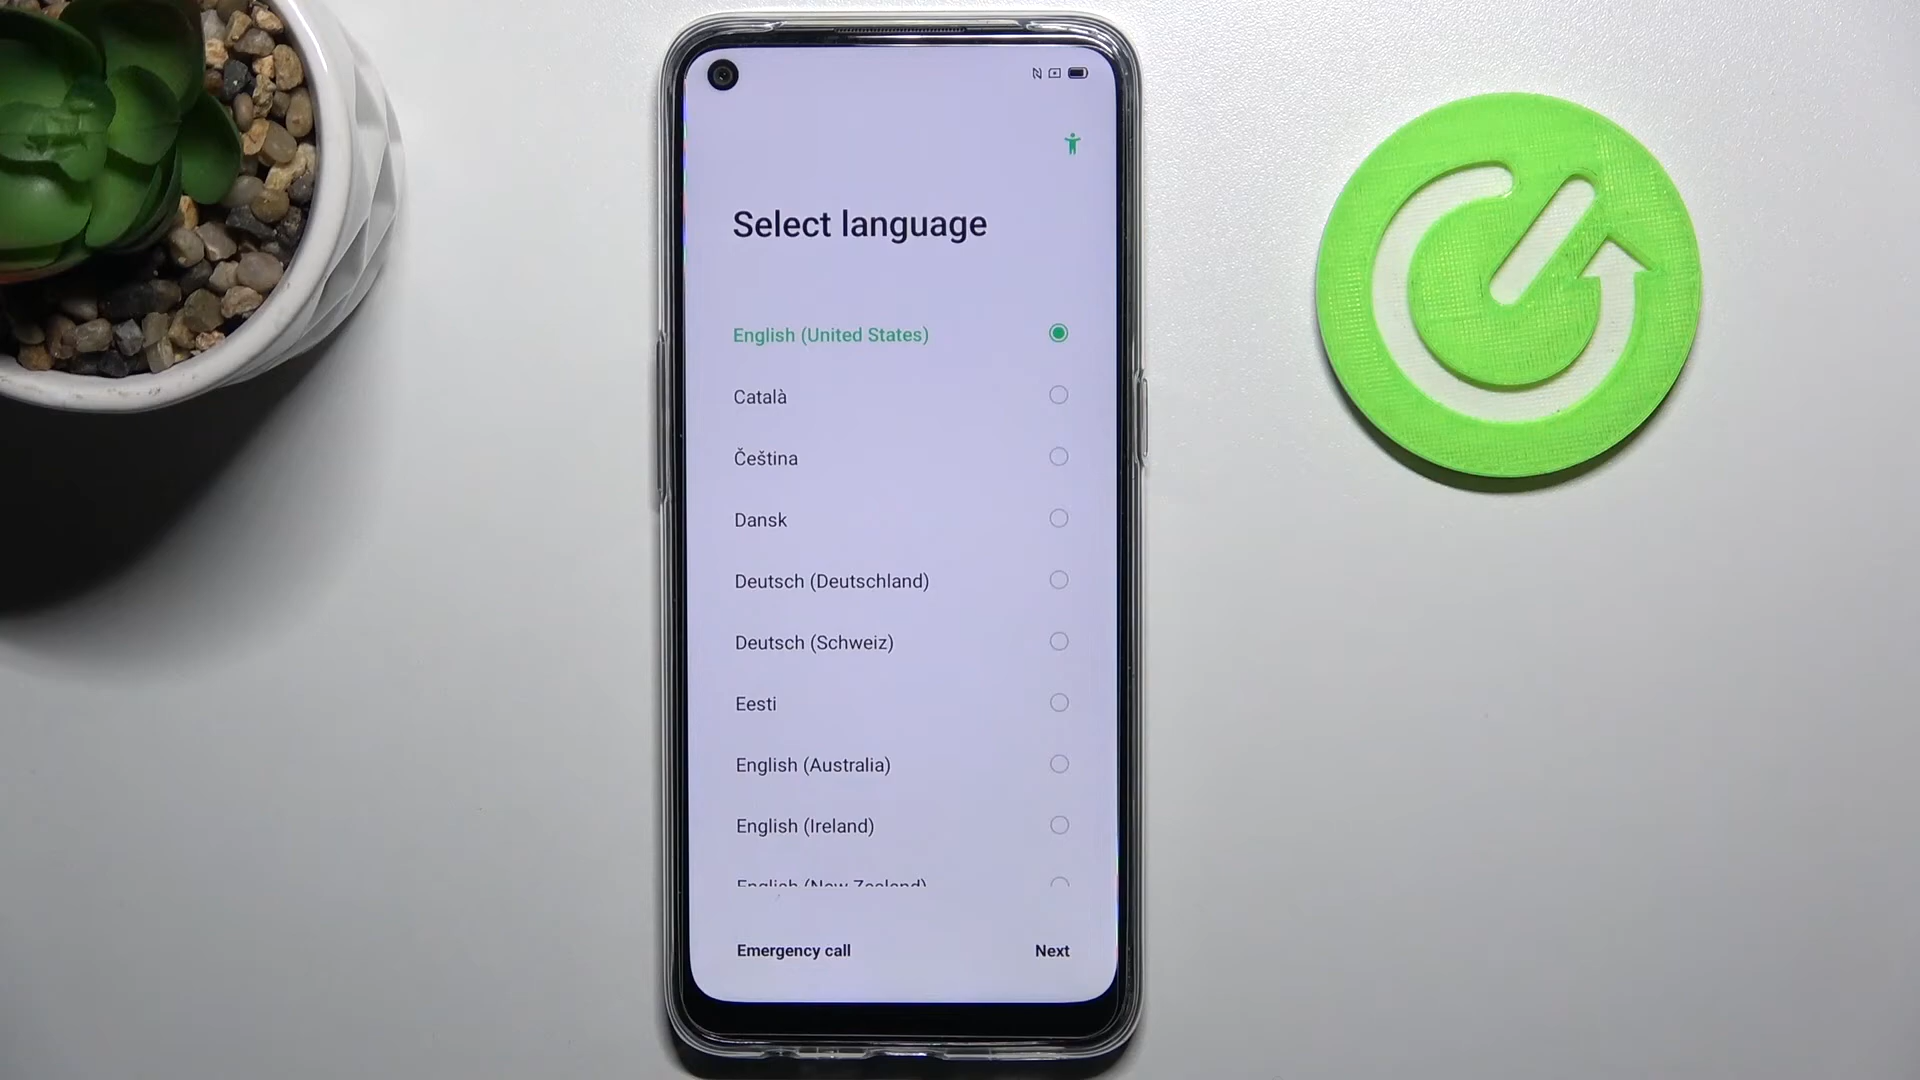 Select language
English (United States)
Català
Čeština
Dansk
Deutsch (Deutschland)
Deutsch (Schweiz)
Eesti
English (Australia)
English (Ireland)
English (New Zealand)
Emergency call
Next